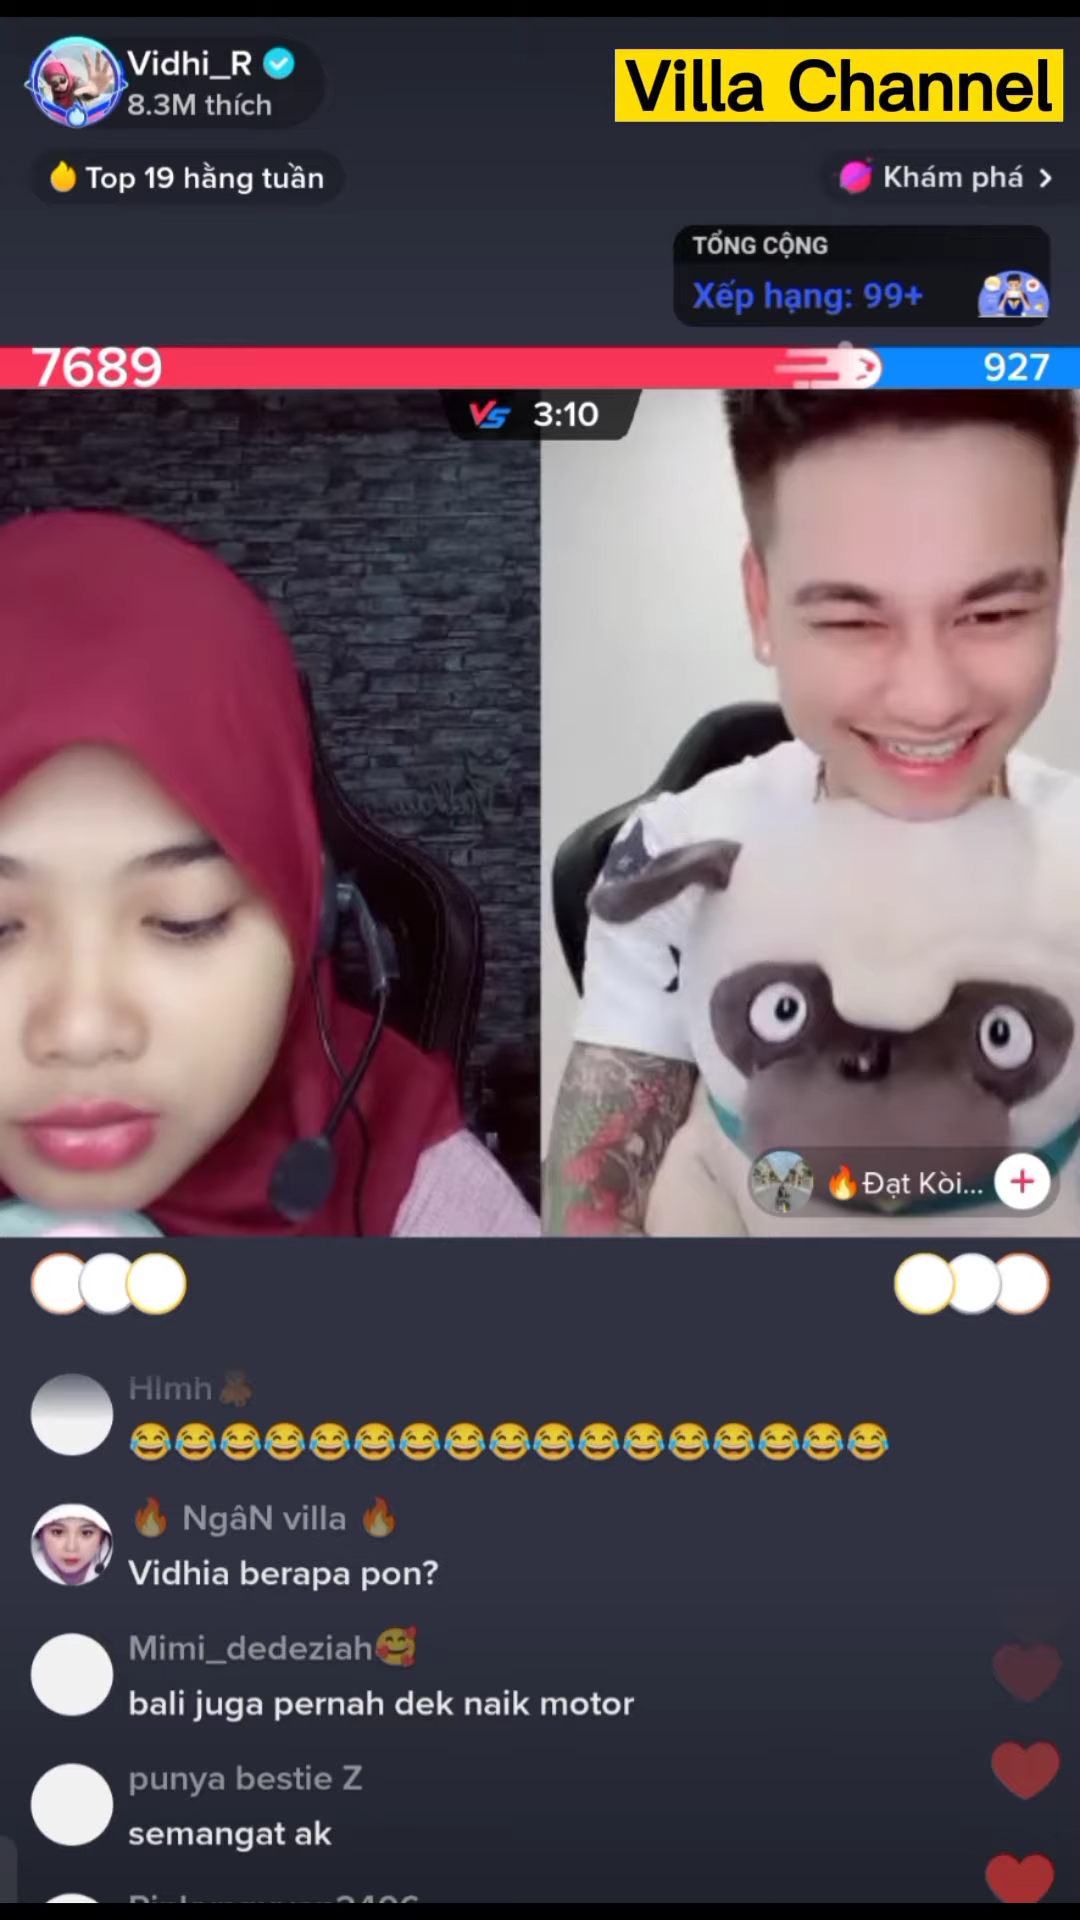 Vidhi_R
8.3M thích
Villa Channel
Top 19 hằng tuần
Khám phá
TỔNG CỘNG
Xếp hạng: 99+
7689
927
VS 3:10
🔥Đạt Kòi...
Hlmh🧸
😂😂😂😂😂😂😂😂😂😂😂😂😂😂😂😂😂
🔥 NgâN villa 🔥
Vidhia berapa pon?
Mimi_dedeziah🥰
bali juga pernah dek naik motor
punya bestie Z
semangat ak